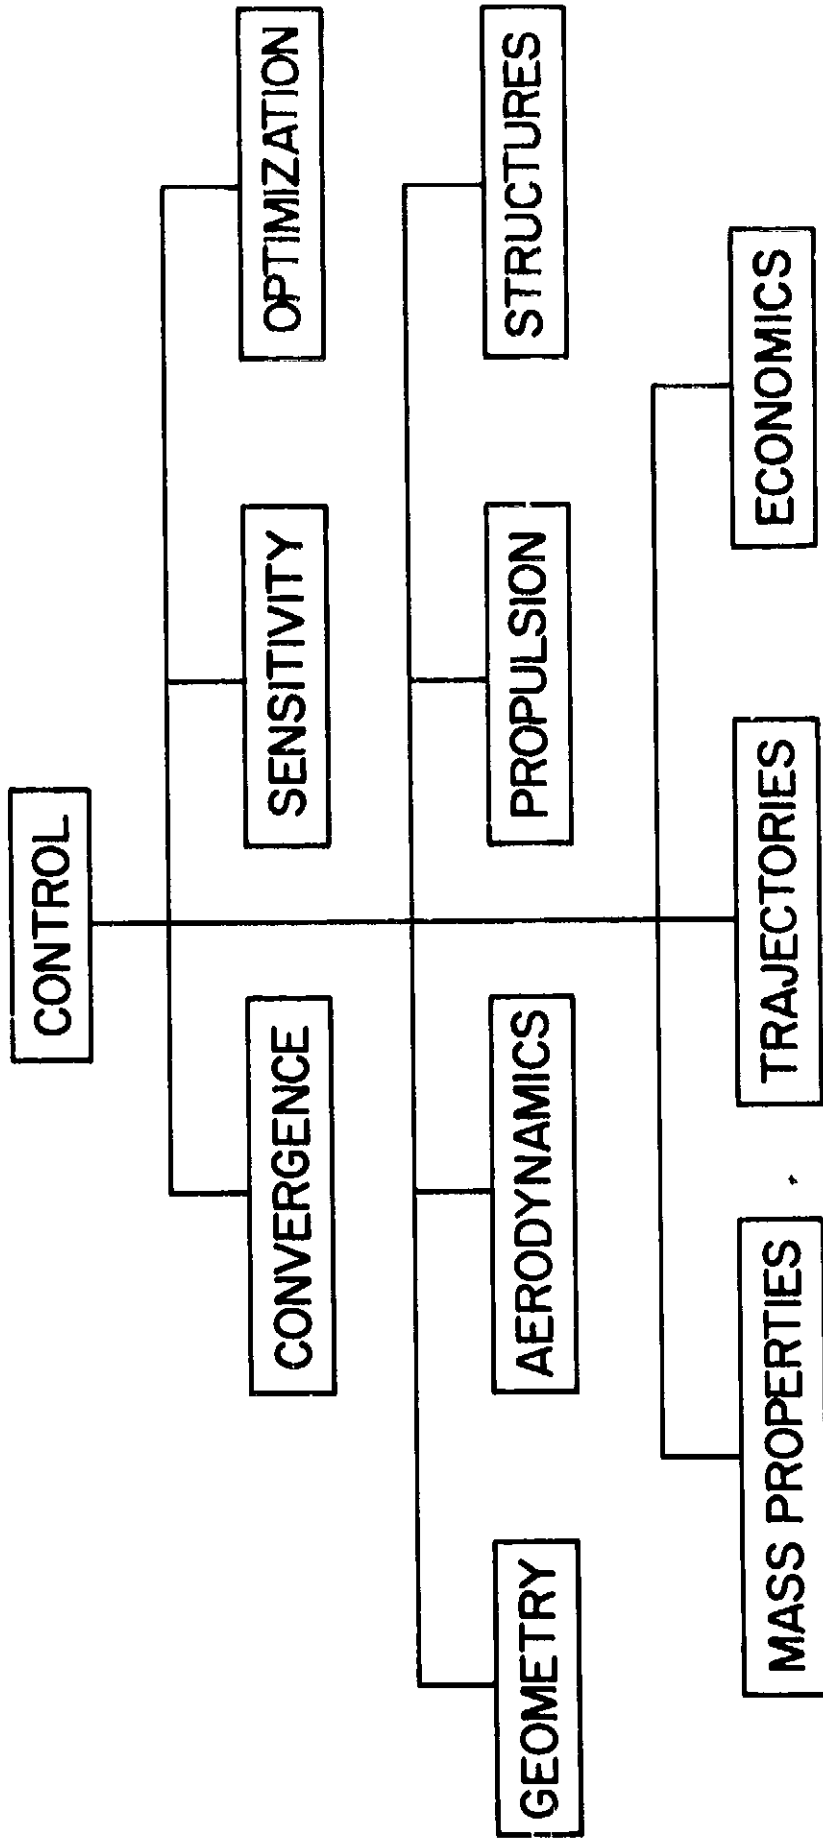 CONTROL
CONVERGENCE
SENSITIVITY
OPTIMIZATION
GEOMETRY
AERODYNAMICS
PROPULSION
STRUCTURES
MASS PROPERTIES
TRAJECTORIES
ECONOMICS